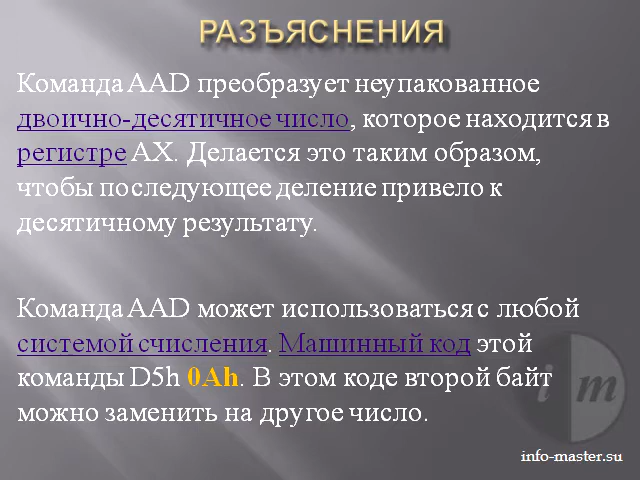 РАЗЪЯСНЕНИЯ
Команда AAD преобразует неупакованное
двоично-десятичное число, которое находится в
регистре AX. Делается это таким образом,
чтобы последующее деление привело к
десятичному результату.
Команда AAD может использоваться с любой
системой счисления. Машинный код этой
команды D5h 0Ah. В этом коде второй байт
можно заменить на другое число.
im
info-master.su